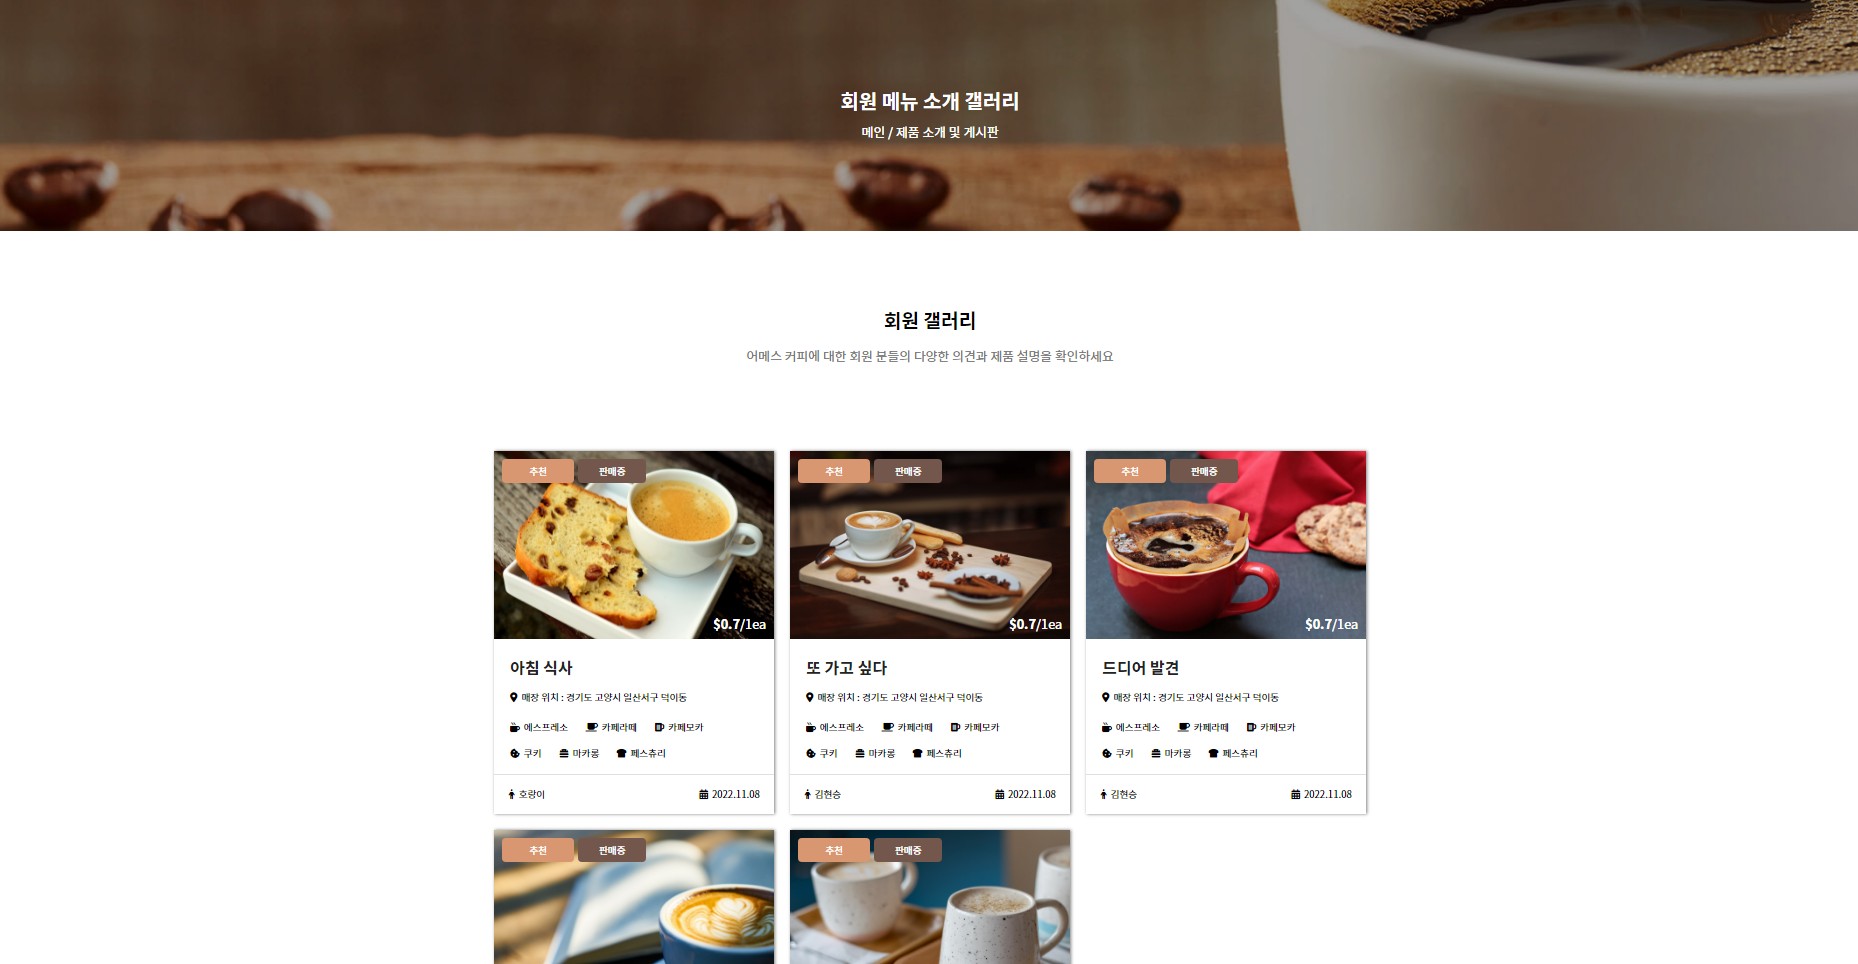 회원 메뉴 소개 갤러리
메인 / 제품 소개 및 게시판
회원 갤러리
어메스 커피에 대한 회원 분들의 다양한 의견과 제품 설명을 확인하세요
추천 판매중
$0.7/1ea
아침 식사
매장 위치 : 경기도 고양시 일산서구 덕이동
에스프레소 카페라떼 카페모카
쿠키 마카롱 페스츄리
호랑이 2022.11.08
추천 판매중
$0.7/1ea
또 가고 싶다
매장 위치 : 경기도 고양시 일산서구 덕이동
에스프레소 카페라떼 카페모카
쿠키 마카롱 페스츄리
김현승 2022.11.08
추천 판매중
$0.7/1ea
드디어 발견
매장 위치 : 경기도 고양시 일산서구 덕이동
에스프레소 카페라떼 카페모카
쿠키 마카롱 페스츄리
김현승 2022.11.08
추천 판매중
추천 판매중